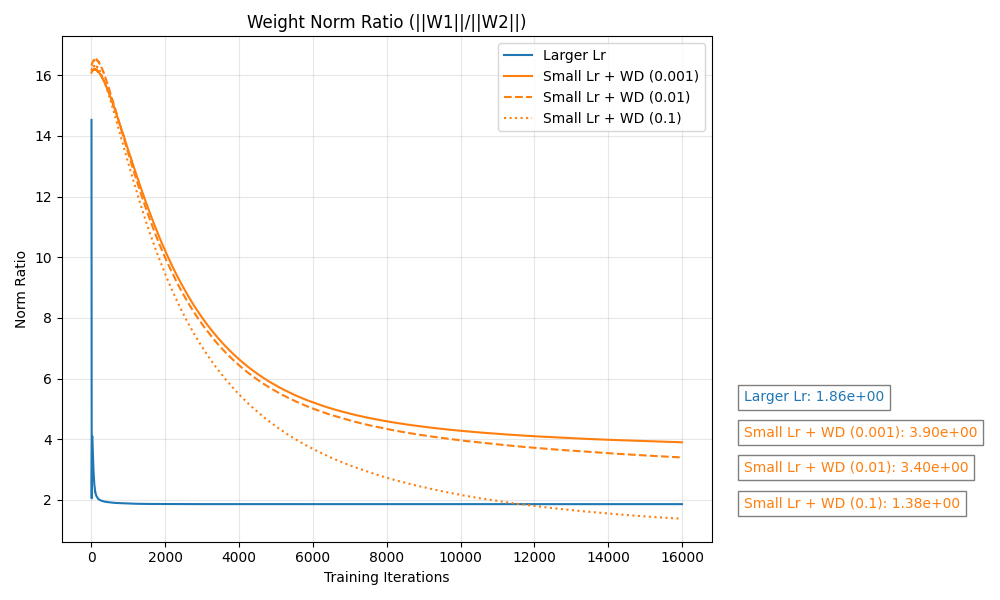 Weight Norm Ratio (||W1||/||W2||)
Larger Lr
Small Lr + WD (0.001)
Small Lr + WD (0.01)
Small Lr + WD (0.1)
Norm Ratio
16
14
12
10
8
6
4
2
0 2000 4000 6000 8000 10000 12000 14000 16000
Training Iterations
Larger Lr: 1.86e+00
Small Lr + WD (0.001): 3.90e+00
Small Lr + WD (0.01): 3.40e+00
Small Lr + WD (0.1): 1.38e+00